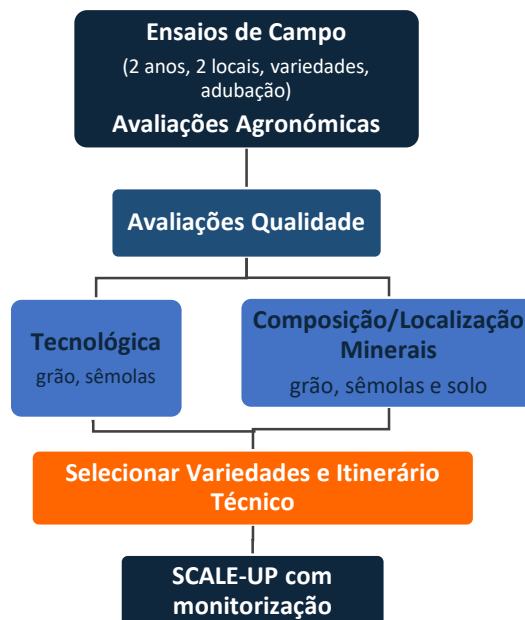 Ensaios de Campo
(2 anos, 2 locais, variedades,
adubação)
Avaliações Agronómicas
Avaliações Qualidade
Tecnológica
grão, sêmolas
Composição/Localização
Minerais
grão, sêmolas e solo
Selecionar Variedades e Itinerário
Técnico
SCALE-UP com
monitorização